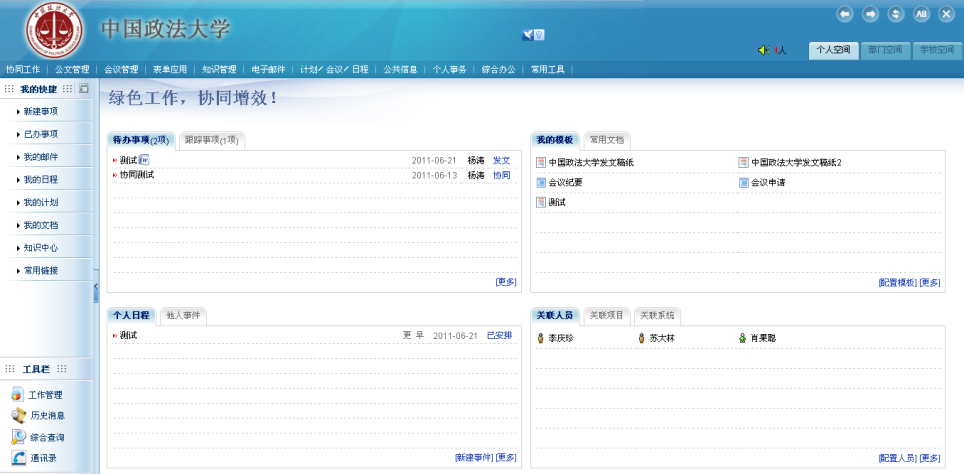 中国政法大学
AB
1人
个人空间 部门空间 学校空间
协同工作 | 公文管理 | 会议管理 | 表单应用 | 知识管理 | 电子邮件 | 计划/会议/日程 | 公共信息 | 个人事务 | 综合办公 | 常用工具 |
我的快捷
新建事项
已办事项
我的邮件
我的日程
我的计划
我的文档
知识中心
常用链接
工具栏
工作管理
历史消息
综合查询
通讯录
绿色工作，协同增效！
待办事项(2项) 跟踪事项(1项)
测试 2011-06-21 杨涛 发文
协同测试 2011-06-13 杨涛 协同
[更多]
我的模板 常用文档
中国政法大学发文稿纸 中国政法大学发文稿纸2
会议纪要 会议申请
测试
[配置模板] [更多]
个人日程 他人事件
测试 更 早 2011-06-21 已安排
[新建事件] [更多]
关联人员 关联项目 关联系统
李庆珍 苏大林 肖果聪
[配置人员] [更多]